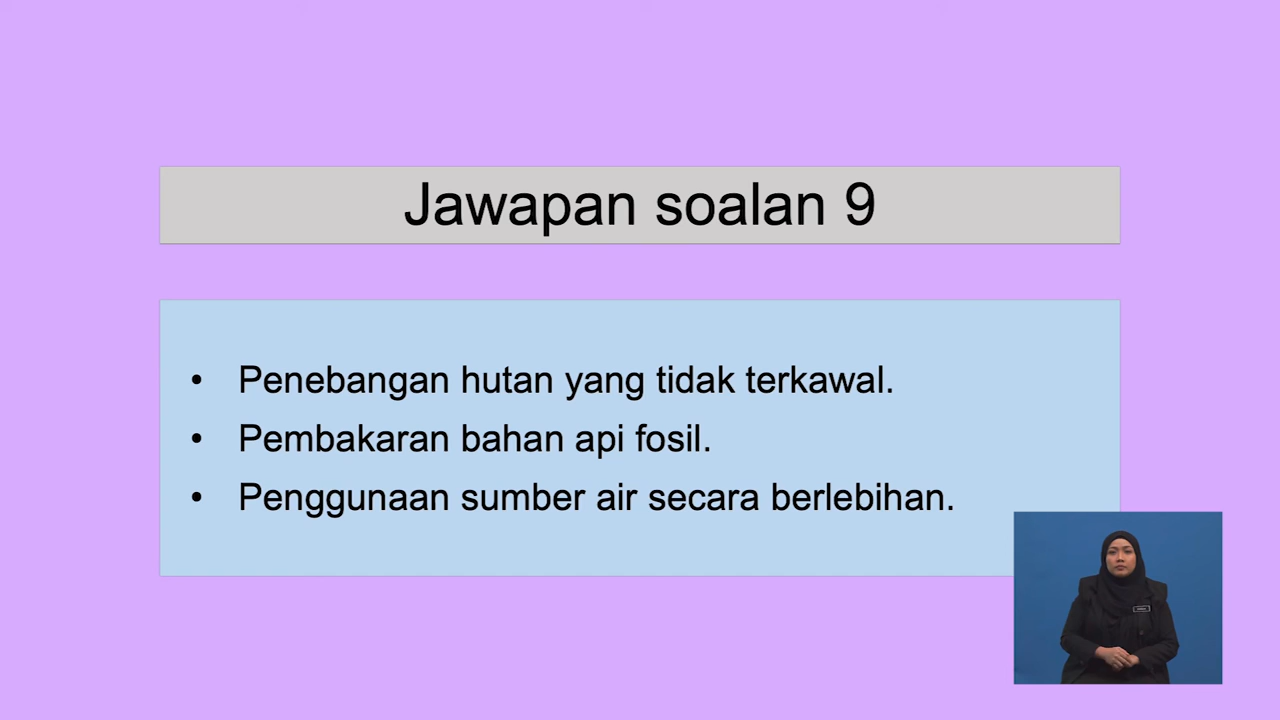 Jawapan soalan 9
• Penebangan hutan yang tidak terkawal.
• Pembakaran bahan api fosil.
• Penggunaan sumber air secara berlebihan.